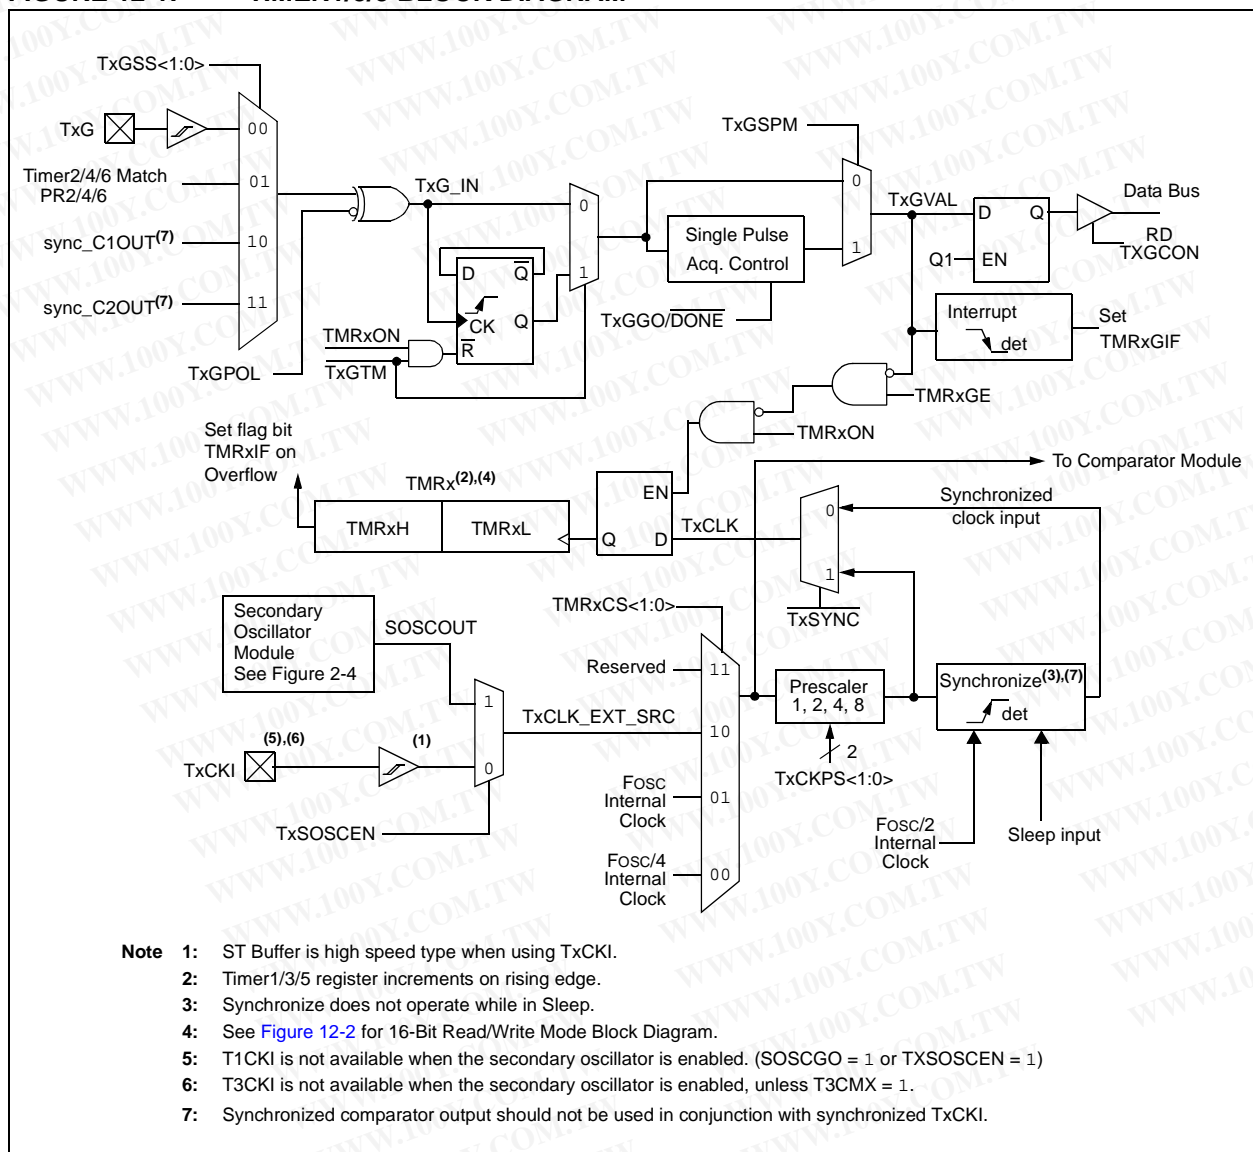 TxGSS<1:0>
TxG
00
Timer2/4/6 Match
PR2/4/6
01
sync_C1OUT(7)
10
sync_C2OUT(7)
11
TxGPOL
TxG_IN
0
1
D
Q
CK
Q
R
TMRxON
TxGTM
TxGSPM
0
1
Single Pulse
Acq. Control
TxGGO/DONE
TxGVAL
D
Q
Q1
EN
Data Bus
RD
TXGCON
Interrupt
det
Set
TMRxGIF
TMRxGE
TMRxON
To Comparator Module
Set flag bit
TMRxIF on
Overflow
TMRx(2),(4)
TMRxH
TMRxL
EN
Q
D
TxCLK
0
1
TxSYNC
Synchronized
clock input
Secondary
Oscillator
Module
See Figure 2-4
SOSCOUT
1
0
(5),(6)
(1)
TxCKI
TxSOSCEN
TxCLK_EXT_SRC
TMRxCS<1:0>
Reserved
11
10
FOSC
Internal
Clock
01
FOSC/4
Internal
Clock
00
Prescaler
1, 2, 4, 8
2
TxCKPS<1:0>
Synchronize(3),(7)
det
FOSC/2
Internal
Clock
Sleep input
Note 1: ST Buffer is high speed type when using TxCKI.
2: Timer1/3/5 register increments on rising edge.
3: Synchronize does not operate while in Sleep.
4: See Figure 12-2 for 16-Bit Read/Write Mode Block Diagram.
5: T1CKI is not available when the secondary oscillator is enabled. (SOSCGO = 1 or TXSOSCEN = 1)
6: T3CKI is not available when the secondary oscillator is enabled, unless T3CMX = 1.
7: Synchronized comparator output should not be used in conjunction with synchronized TxCKI.
WWW.100Y.COM.TW